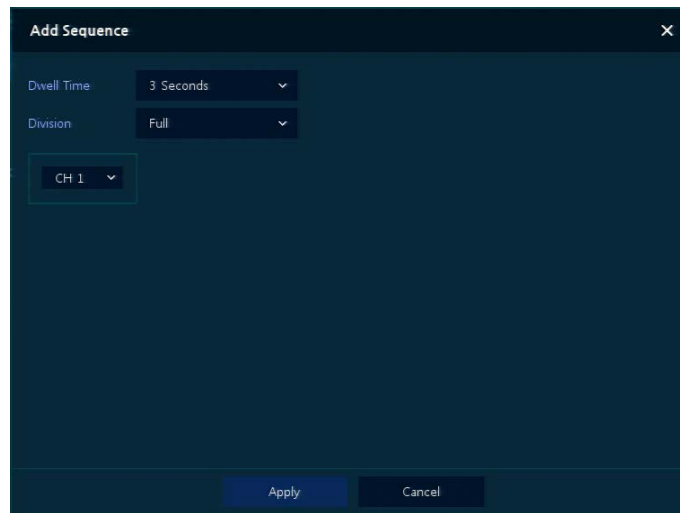 Add Sequence
Dwell Time 3 Seconds
Division Full
CH 1
Apply Cancel